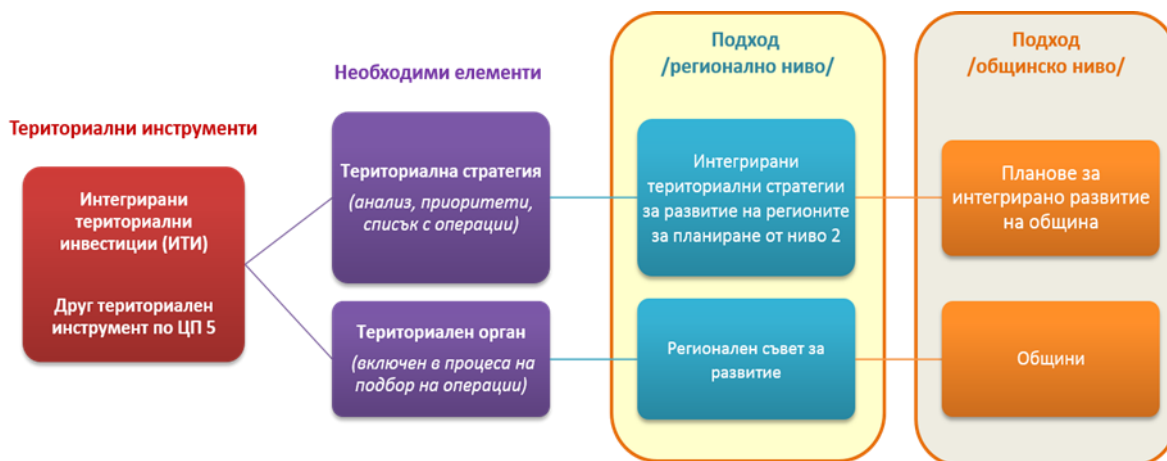 Териториални инструменти
Интегрирани
териториални
инвестиции (ИТИ)
Друг териториален
инструмент по ЦП 5
Необходими елементи
Териториална стратегия
(анализ, приоритети,
списък с операции)
Териториален орган
(включен в процеса на
подбор на операции)
Подход
/регионално ниво/
Интегрирани
териториални стратегии
за развитие на регионите
за планиране от ниво 2
Регионален съвет за
развитие
Подход
/общинско ниво/
Планове за
интегрирано развитие
на община
Общини